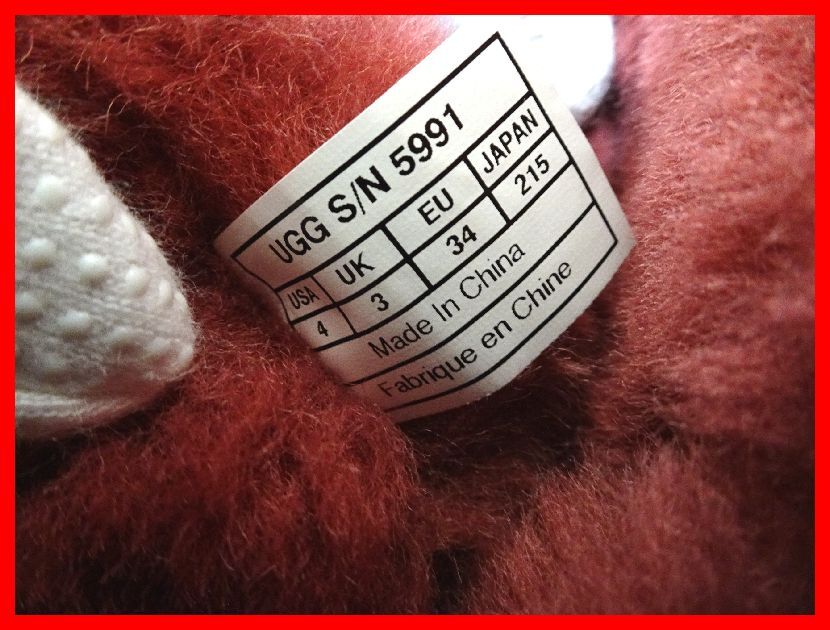 UGG S/N 5991
USA UK EU JAPAN
4 3 34 215
Made In China
Fabrique en Chine